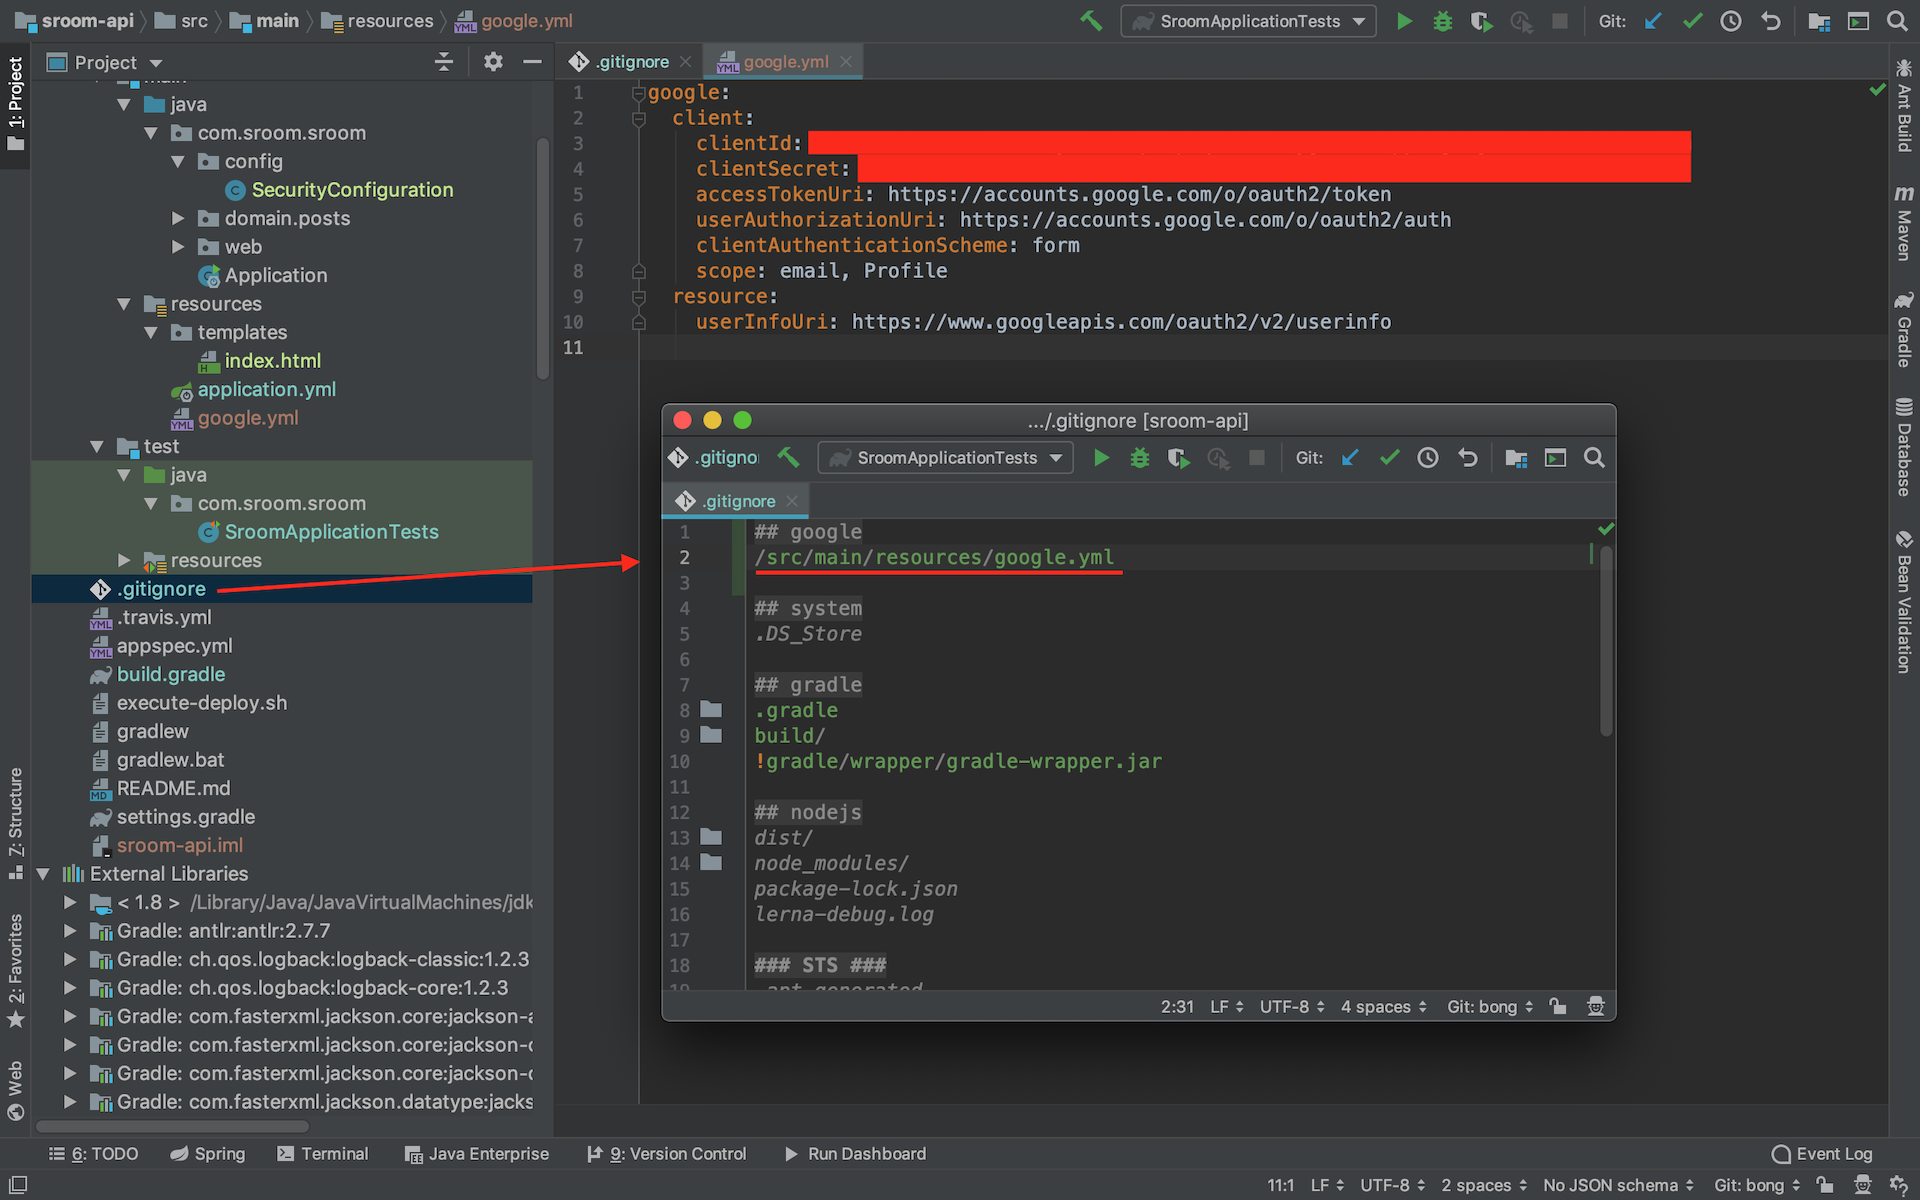 sroom-api src main resources google.yml
SroomApplicationTests
Git:
1: Project
Project
main
java
com.sroom.sroom
config
SecurityConfiguration
domain.posts
web
Application
resources
templates
index.html
application.yml
google.yml
test
java
com.sroom.sroom
SroomApplicationTests
resources
.gitignore
.travis.yml
appspec.yml
build.gradle
execute-deploy.sh
gradlew
gradlew.bat
README.md
settings.gradle
sroom-api.iml
External Libraries
< 1.8 > /Library/Java/JavaVirtualMachines/jdk
Gradle: antlr:antlr:2.7.7
Gradle: ch.qos.logback:logback-classic:1.2.3
Gradle: ch.qos.logback:logback-core:1.2.3
Gradle: com.fasterxml.jackson.core:jackson-a
Gradle: com.fasterxml.jackson.core:jackson-c
Gradle: com.fasterxml.jackson.core:jackson-c
Gradle: com.fasterxml.jackson.datatype:jacks
Z: Structure
2: Favorites
Web
.gitignore google.yml
1 google:
2 client:
3 clientId:
4 clientSecret:
5 accessTokenUri: https://accounts.google.com/o/oauth2/token
6 userAuthorizationUri: https://accounts.google.com/o/oauth2/auth
7 clientAuthenticationScheme: form
8 scope: email, Profile
9 resource:
10 userInfoUri: https://www.googleapis.com/oauth2/v2/userinfo
11
.../.gitignore [sroom-api]
.gitigno
SroomApplicationTests
Git:
.gitignore
1 ## google
2 /src/main/resources/google.yml
3
4 ## system
5 .DS_Store
6
7 ## gradle
8 .gradle
9 build/
10 !gradle/wrapper/gradle-wrapper.jar
11
12 ## nodejs
13 dist/
14 node_modules/
15 package-lock.json
16 lerna-debug.log
17
18 ### STS ###
2:31 LF UTF-8 4 spaces Git: bong
Ant Build
m Maven
Gradle
Database
Bean Validation
6: TODO Spring Terminal Java Enterprise 9: Version Control Run Dashboard Event Log
11:1 LF UTF-8 2 spaces No JSON schema Git: bong